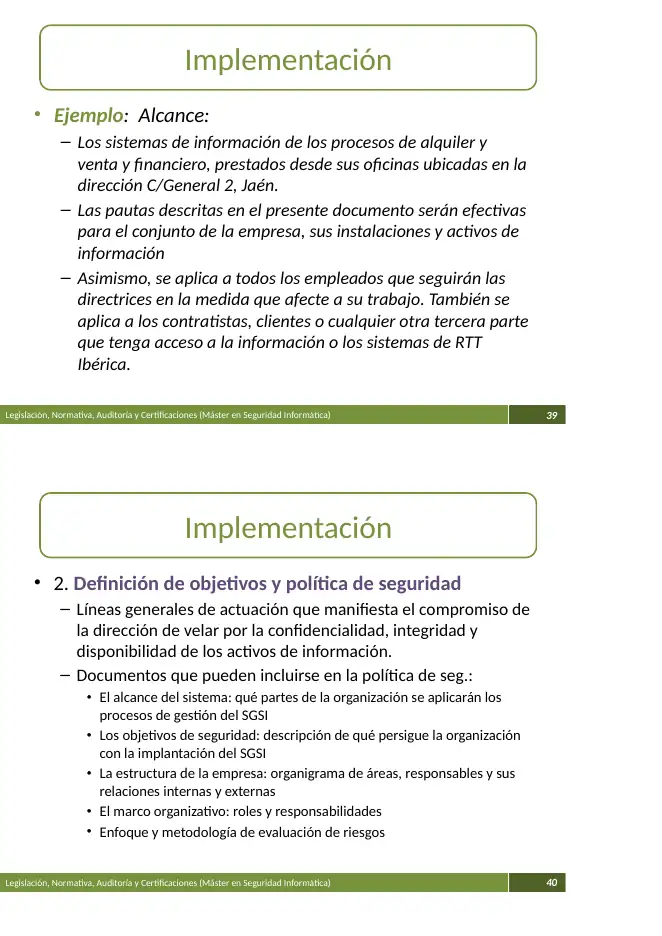 Implementación
• Ejemplo:  Alcance:
– Los sistemas de información de los procesos de alquiler y
venta y financiero, prestados desde sus oficinas ubicadas en la
dirección C/General 2, Jaén.
– Las pautas descritas en el presente documento serán efectivas
para el conjunto de la empresa, sus instalaciones y activos de
información
– Asimismo, se aplica a todos los empleados que seguirán las
directrices en la medida que afecte a su trabajo. También se
aplica a los contratistas, clientes o cualquier otra tercera parte
que tenga acceso a la información o los sistemas de RTT
Ibérica.
Legislación, Normativa, Auditoría y Certificaciones (Máster en Seguridad Informática) 39
Implementación
• 2. Definición de objetivos y política de seguridad
– Líneas generales de actuación que manifiesta el compromiso de
la dirección de velar por la confidencialidad, integridad y
disponibilidad de los activos de información.
– Documentos que pueden incluirse en la política de seg.:
• El alcance del sistema: qué partes de la organización se aplicarán los
procesos de gestión del SGSI
• Los objetivos de seguridad: descripción de qué persigue la organización
con la implantación del SGSI
• La estructura de la empresa: organigrama de áreas, responsables y sus
relaciones internas y externas
• El marco organizativo: roles y responsabilidades
• Enfoque y metodología de evaluación de riesgos
Legislación, Normativa, Auditoría y Certificaciones (Máster en Seguridad Informática) 40